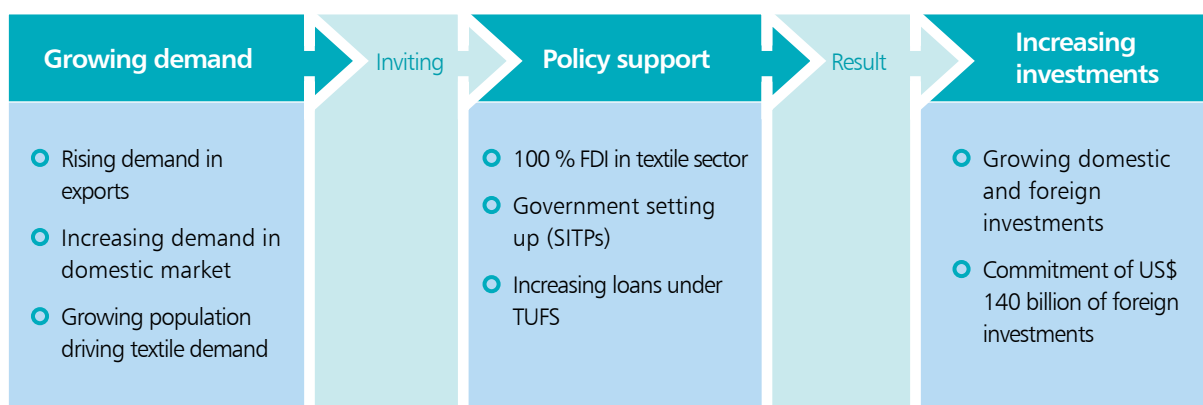 Growing demand
Inviting
Policy support
Result
Increasing
investments
Rising demand in
exports
Increasing demand in
domestic market
Growing population
driving textile demand
100 % FDI in textile sector
Government setting
up (SITPs)
Increasing loans under
TUFS
Growing domestic
and foreign
investments
Commitment of US$
140 billion of foreign
investments